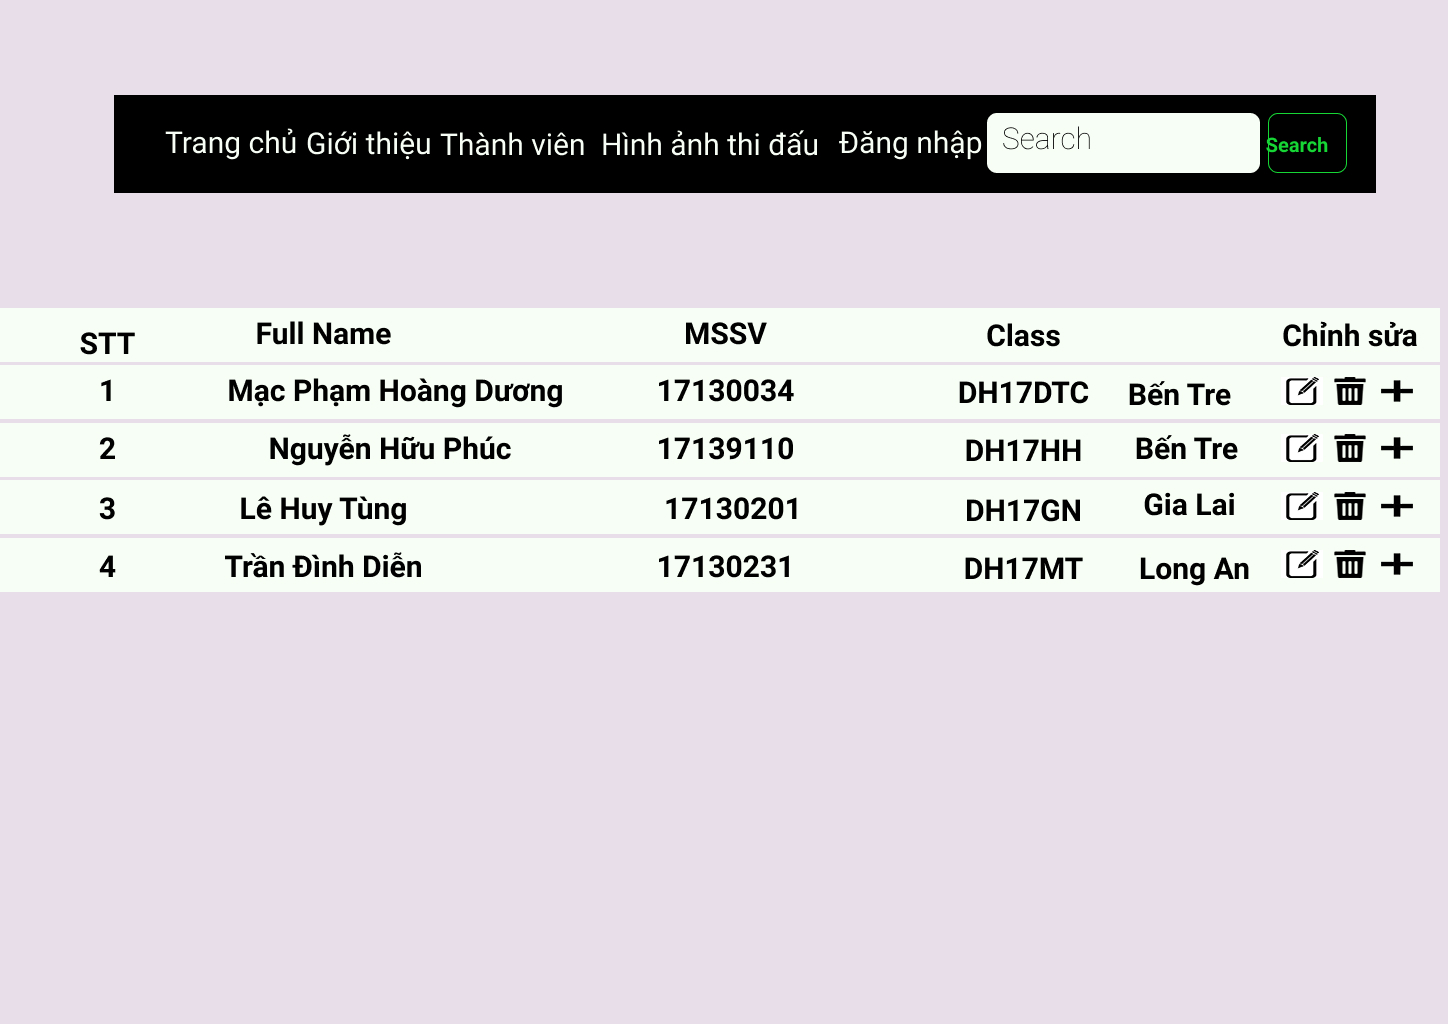 Trang chủ Giới thiệu Thành viên Hình ảnh thi đấu Đăng nhập Search Search
STT Full Name MSSV Class Chỉnh sửa
1 Mạc Phạm Hoàng Dương 17130034 DH17DTC Bến Tre
2 Nguyễn Hữu Phúc 17139110 DH17HH Bến Tre
3 Lê Huy Tùng 17130201 DH17GN Gia Lai
4 Trần Đình Diễn 17130231 DH17MT Long An